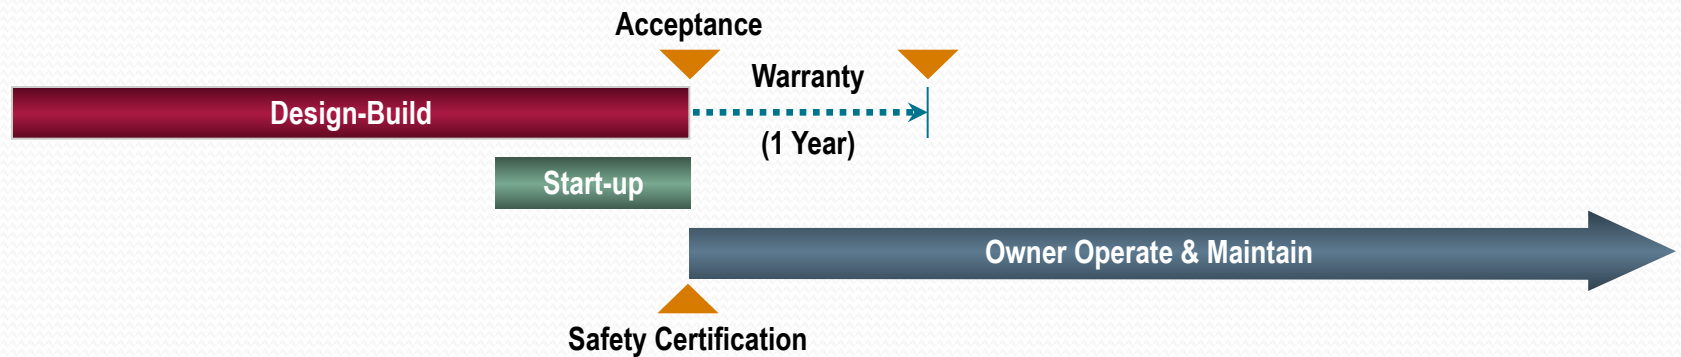 Acceptance
Warranty
Design-Build
(1 Year)
Start-up
Owner Operate & Maintain
Safety Certification